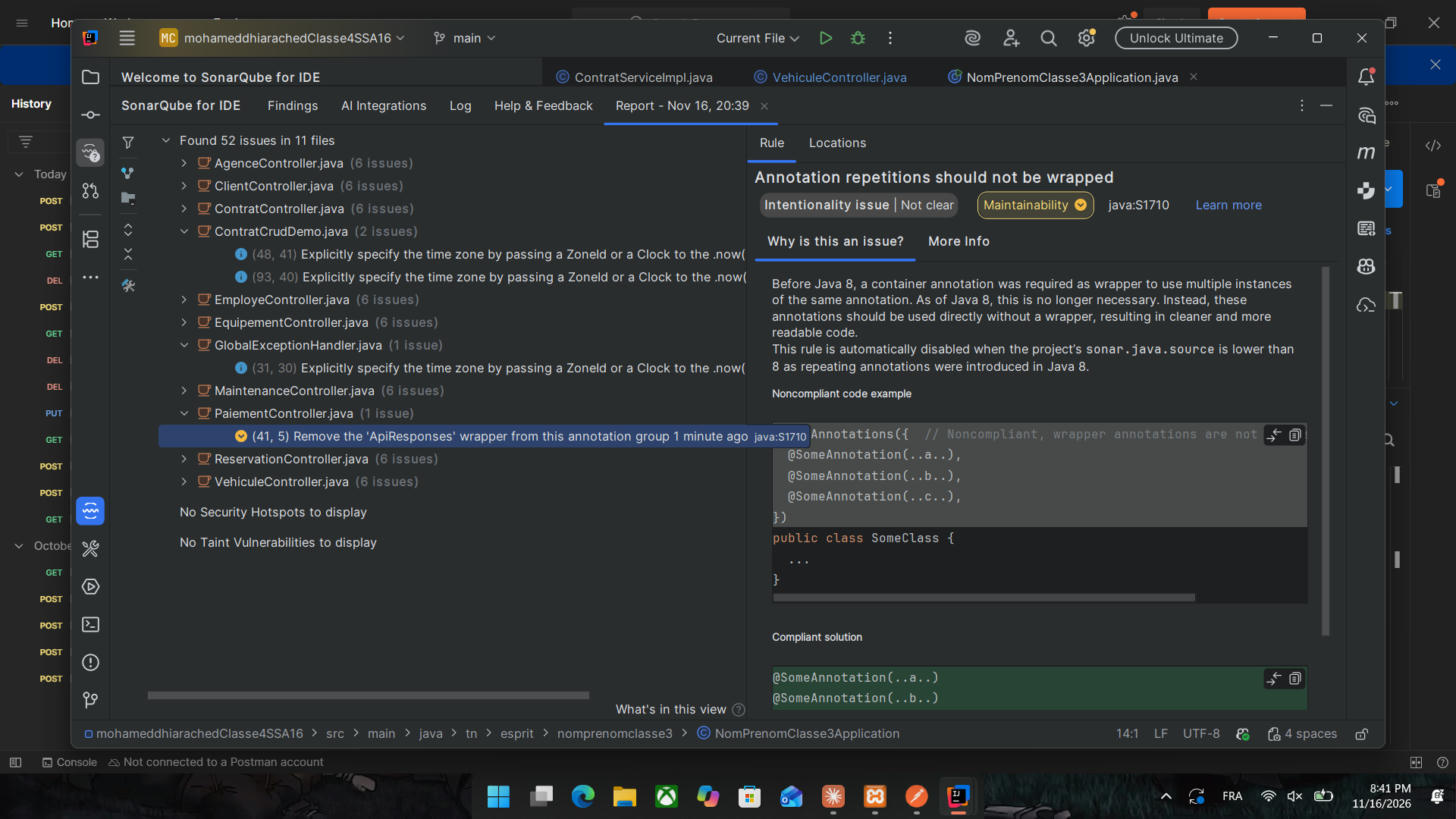 Hom
MC mohameddhiarachedClasse4SSA16
main
Current File
Unlock Ultimate
Welcome to SonarQube for IDE
ContratServiceImpl.java
VehiculeController.java
NomPrenomClasse3Application.java
History
SonarQube for IDE
Findings
AI Integrations
Log
Help & Feedback
Report - Nov 16, 20:39
Found 52 issues in 11 files
AgenceController.java (6 issues)
ClientController.java (6 issues)
ContratController.java (6 issues)
ContratCrudDemo.java (2 issues)
(48, 41) Explicitly specify the time zone by passing a ZoneId or a Clock to the .now(
(93, 40) Explicitly specify the time zone by passing a ZoneId or a Clock to the .now(
EmployeController.java (6 issues)
EquipementController.java (6 issues)
GlobalExceptionHandler.java (1 issue)
(31, 30) Explicitly specify the time zone by passing a ZoneId or a Clock to the .now(
MaintenanceController.java (6 issues)
PaiementController.java (1 issue)
(41, 5) Remove the 'ApiResponses' wrapper from this annotation group 1 minute ago java:S1710
ReservationController.java (6 issues)
VehiculeController.java (6 issues)
No Security Hotspots to display
No Taint Vulnerabilities to display
What's in this view
Rule
Locations
Annotation repetitions should not be wrapped
Intentionality issue | Not clear
Maintainability
java:S1710
Learn more
Why is this an issue?
More Info
Before Java 8, a container annotation was required as wrapper to use multiple instances
of the same annotation. As of Java 8, this is no longer necessary. Instead, these
annotations should be used directly without a wrapper, resulting in cleaner and more
readable code.
This rule is automatically disabled when the project's sonar.java.source is lower than
8 as repeating annotations were introduced in Java 8.
Noncompliant code example
Annotations({ // Noncompliant, wrapper annotations are not
@SomeAnnotation(..a..),
@SomeAnnotation(..b..),
@SomeAnnotation(..c..),
})
public class SomeClass {
...
}
Compliant solution
@SomeAnnotation(..a..)
@SomeAnnotation(..b..)
Today
POST
POST
GET
DEL
POST
GET
DEL
DEL
PUT
GET
POST
POST
GET
Octobe
GET
POST
POST
POST
POST
mohameddhiarachedClasse4SSA16 > src > main > java > tn > esprit > nomprenomclasse3 > NomPrenomClasse3Application
14:1
LF
UTF-8
4 spaces
Console
Not connected to a Postman account
FRA
8:41 PM
11/16/2026